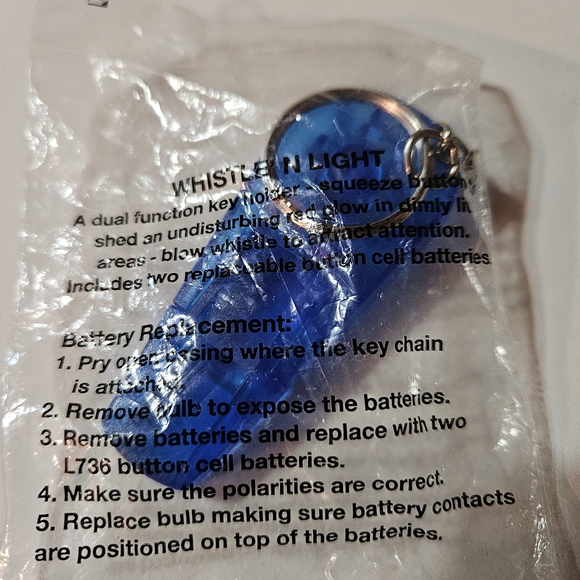 WHISTLE N LIGHT
A dual function key holder - squeeze button,
shed an undisturbing red glow in dimly lit
areas - blow whistle to attract attention.
Includes two replaceable button cell batteries
Battery Replacement:
1. Pry open casing where the key chain
is attached.
2. Remove bulb to expose the batteries.
3. Remove batteries and replace with two
L736 button cell batteries.
4. Make sure the polarities are correct.
5. Replace bulb making sure battery contacts
are positioned on top of the batteries.